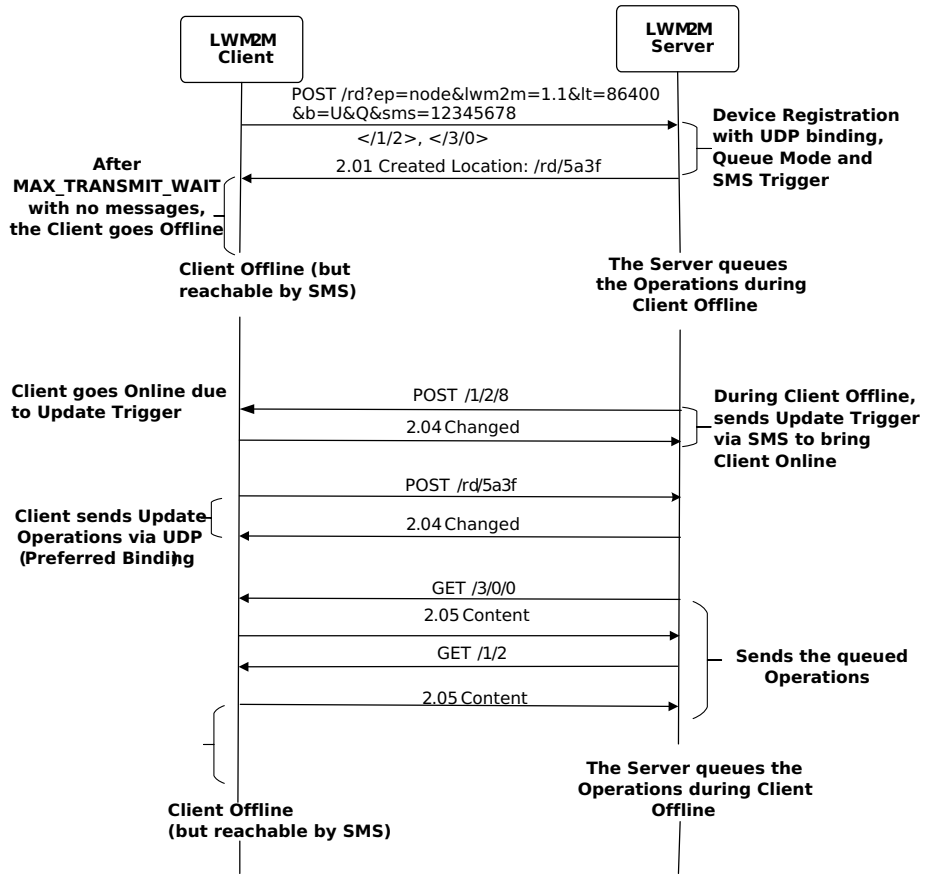 LWM2M
Client
LWM2M
Server
POST /rd?ep=node&lwm2m=1.1&lt=86400
&b=U&Q&sms=12345678
</1/2>, </3/0>
Device Registration
with UDP binding,
Queue Mode and
SMS Trigger
2.01 Created Location: /rd/5a3f
After
MAX_TRANSMIT_WAIT
with no messages,
the Client goes Offline
Client Offline (but
reachable by SMS)
The Server queues
the Operations during
Client Offline
Client goes Online due
to Update Trigger
POST /1/2/8
2.04 Changed
During Client Offline,
sends Update Trigger
via SMS to bring
Client Online
POST /rd/5a3f
Client sends Update
Operations via UDP
(Preferred Binding)
2.04 Changed
GET /3/0/0
2.05 Content
GET /1/2
2.05 Content
Sends the queued
Operations
The Server queues the
Operations during Client
Offline
Client Offline
(but reachable by SMS)